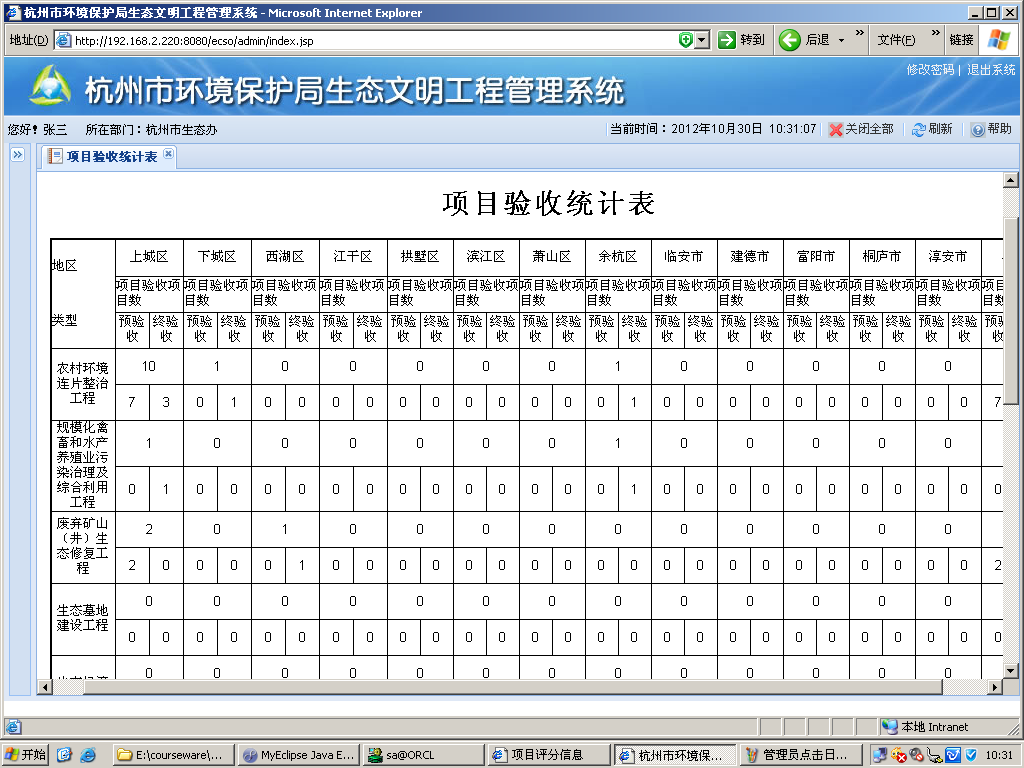 杭州市环境保护局生态文明工程管理系统 - Microsoft Internet Explorer
地址(D) http://192.168.2.220:8080/ecso/admin/index.jsp 转到 后退 » 文件(F) » 链接
修改密码 | 退出系统
杭州市环境保护局生态文明工程管理系统
您好! 张三 所在部门：杭州市生态办 当前时间：2012年10月30日 10:31:07 关闭全部 刷新 帮助
» 项目验收统计表
项目验收统计表
地区 上城区 下城区 西湖区 江干区 拱墅区 滨江区 萧山区 余杭区 临安市 建德市 富阳市 桐庐市 淳安市
项目验收项目数 项目验收项目数 项目验收项目数 项目验收项目数 项目验收项目数 项目验收项目数 项目验收项目数 项目验收项目数 项目验收项目数 项目验收项目数 项目验收项目数 项目验收项目数 项目验收项目数 项目数
类型 预验收 终验收 预验收 终验收 预验收 终验收 预验收 终验收 预验收 终验收 预验收 终验收 预验收 终验收 预验收 终验收 预验收 终验收 预验收 终验收 预验收 终验收 预验收 终验收 预验收 终验收 预验收
农村环境连片整治工程 10 1 0 0 0 0 0 1 0 0 0 0 0
7 3 0 1 0 0 0 0 0 0 0 0 0 0 0 1 0 0 0 0 0 0 0 0 0 0 7
规模化禽畜和水产养殖业污染治理及综合利用工程 1 0 0 0 0 0 0 1 0 0 0 0 0
0 1 0 0 0 0 0 0 0 0 0 0 0 0 0 1 0 0 0 0 0 0 0 0 0 0 0
废弃矿山（井）生态修复工程 2 0 1 0 0 0 0 0 0 0 0 0 0
2 0 0 0 0 1 0 0 0 0 0 0 0 0 0 0 0 0 0 0 0 0 0 0 0 0 2
生态墓地建设工程 0 0 0 0 0 0 0 0 0 0 0 0 0
0 0 0 0 0 0 0 0 0 0 0 0 0 0 0 0 0 0 0 0 0 0 0 0 0 0 0
0 0 0 0 0 0 0 0 0 0 0 0 0
本地 Intranet
开始 E:\courseware\... MyEclipse Java E... sa@ORCL 项目评分信息 杭州市环境保... 管理员点击日... 10:31